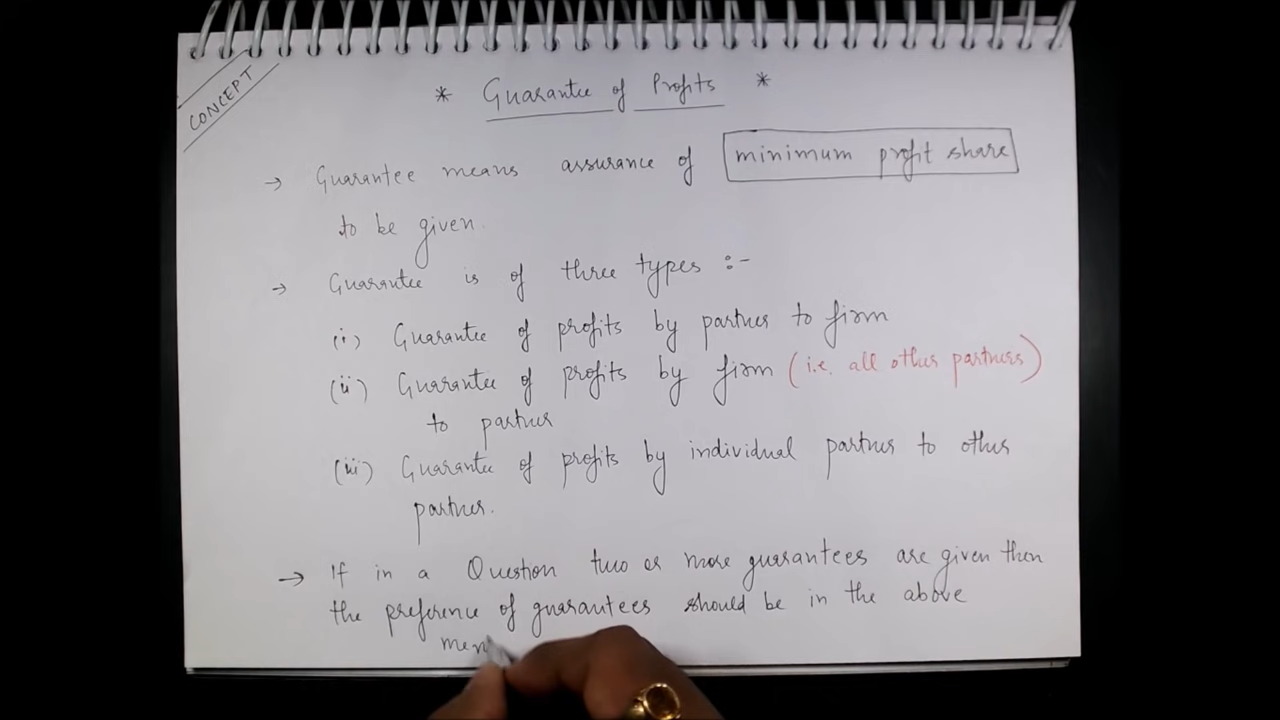 CONCEPT
* Guarantee of Profits *
→ Guarantee means assurance of minimum profit share
to be given.
→ Guarantee is of three types :-
(i) Guarantee of profits by partner to firm
(ii) Guarantee of profits by firm (i.e. all other partners)
to partner
(iii) Guarantee of profits by individual partner to other
partner.
→ If in a Question two or more guarantees are given then
the preference of guarantees should be in the above
men